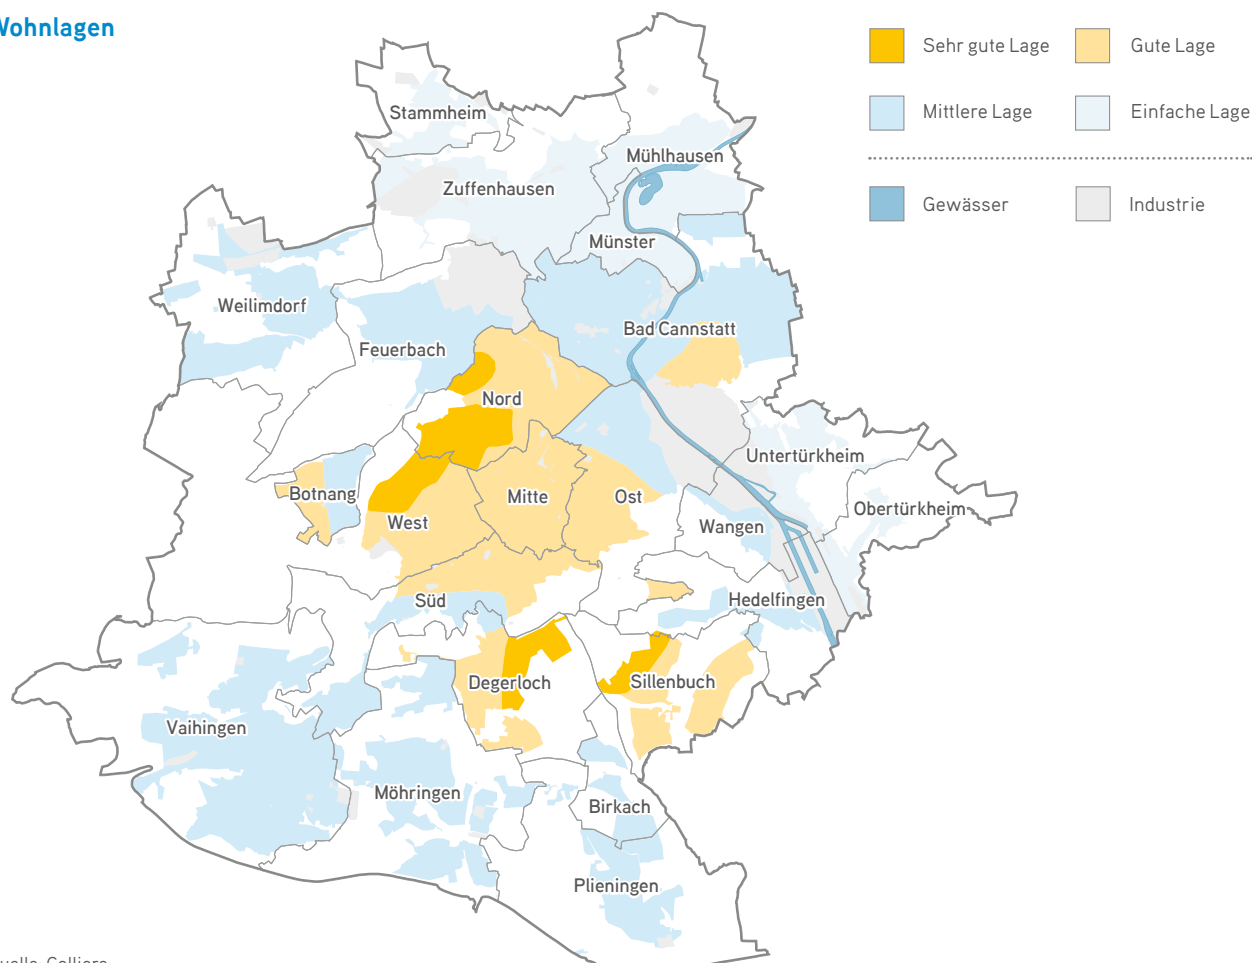 Wohnlagen
Sehr gute Lage
Gute Lage
Mittlere Lage
Einfache Lage
Gewässer
Industrie
Stammheim
Mühlhausen
Zuffenhausen
Münster
Weilimdorf
Bad Cannstatt
Feuerbach
Nord
Untertürkheim
Botnang
Mitte
Ost
Obertürkheim
West
Wangen
Süd
Hedelfingen
Degerloch
Sillenbuch
Vaihingen
Möhringen
Birkach
Plieningen